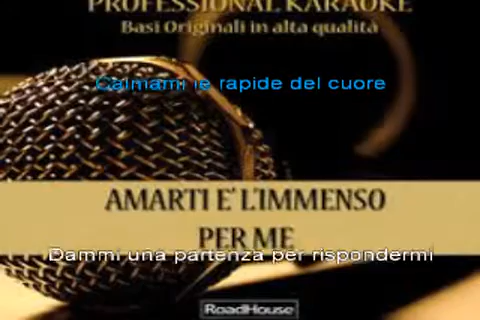 PROFESSIONAL KARAOKE
Basi Originali in alta qualità
Calmami le rapide del cuore
AMARTI E' L'IMMENSO
PER ME
Dammi una partenza per rispondermi
RoadHouse